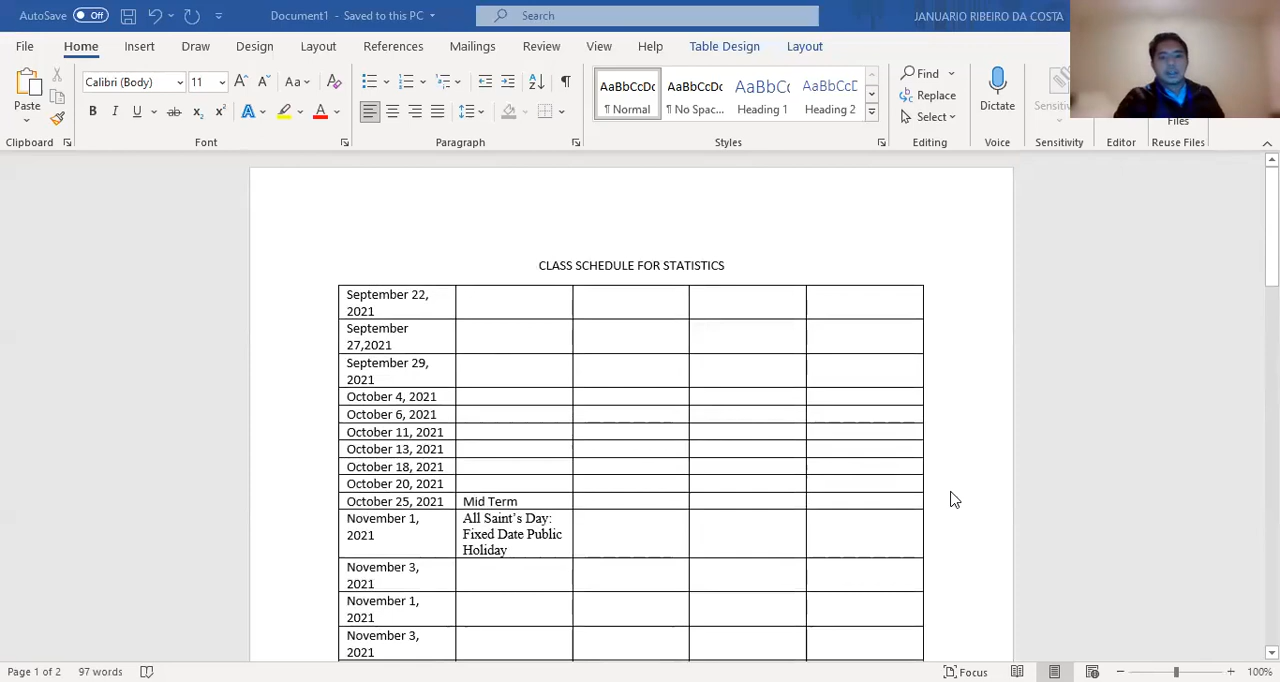 AutoSave Off Document1 - Saved to this PC Search JANUARIO RIBEIRO DA COSTA
File Home Insert Draw Design Layout References Mailings Review View Help Table Design Layout
Paste Calibri (Body) 11 Aa AaBbCcDc AaBbCcDc AaBbCc AaBbCcC Find Replace Select Dictate Files
¶ Normal ¶ No Spac... Heading 1 Heading 2
Clipboard Font Paragraph Styles Editing Voice Sensitivity Editor Reuse Files
CLASS SCHEDULE FOR STATISTICS
September 22,
2021
September
27,2021
September 29,
2021
October 4, 2021
October 6, 2021
October 11, 2021
October 13, 2021
October 18, 2021
October 20, 2021
October 25, 2021 Mid Term
November 1, All Saint's Day:
2021 Fixed Date Public
Holiday
November 3,
2021
November 1,
2021
November 3,
2021
Page 1 of 2 97 words Focus 100%